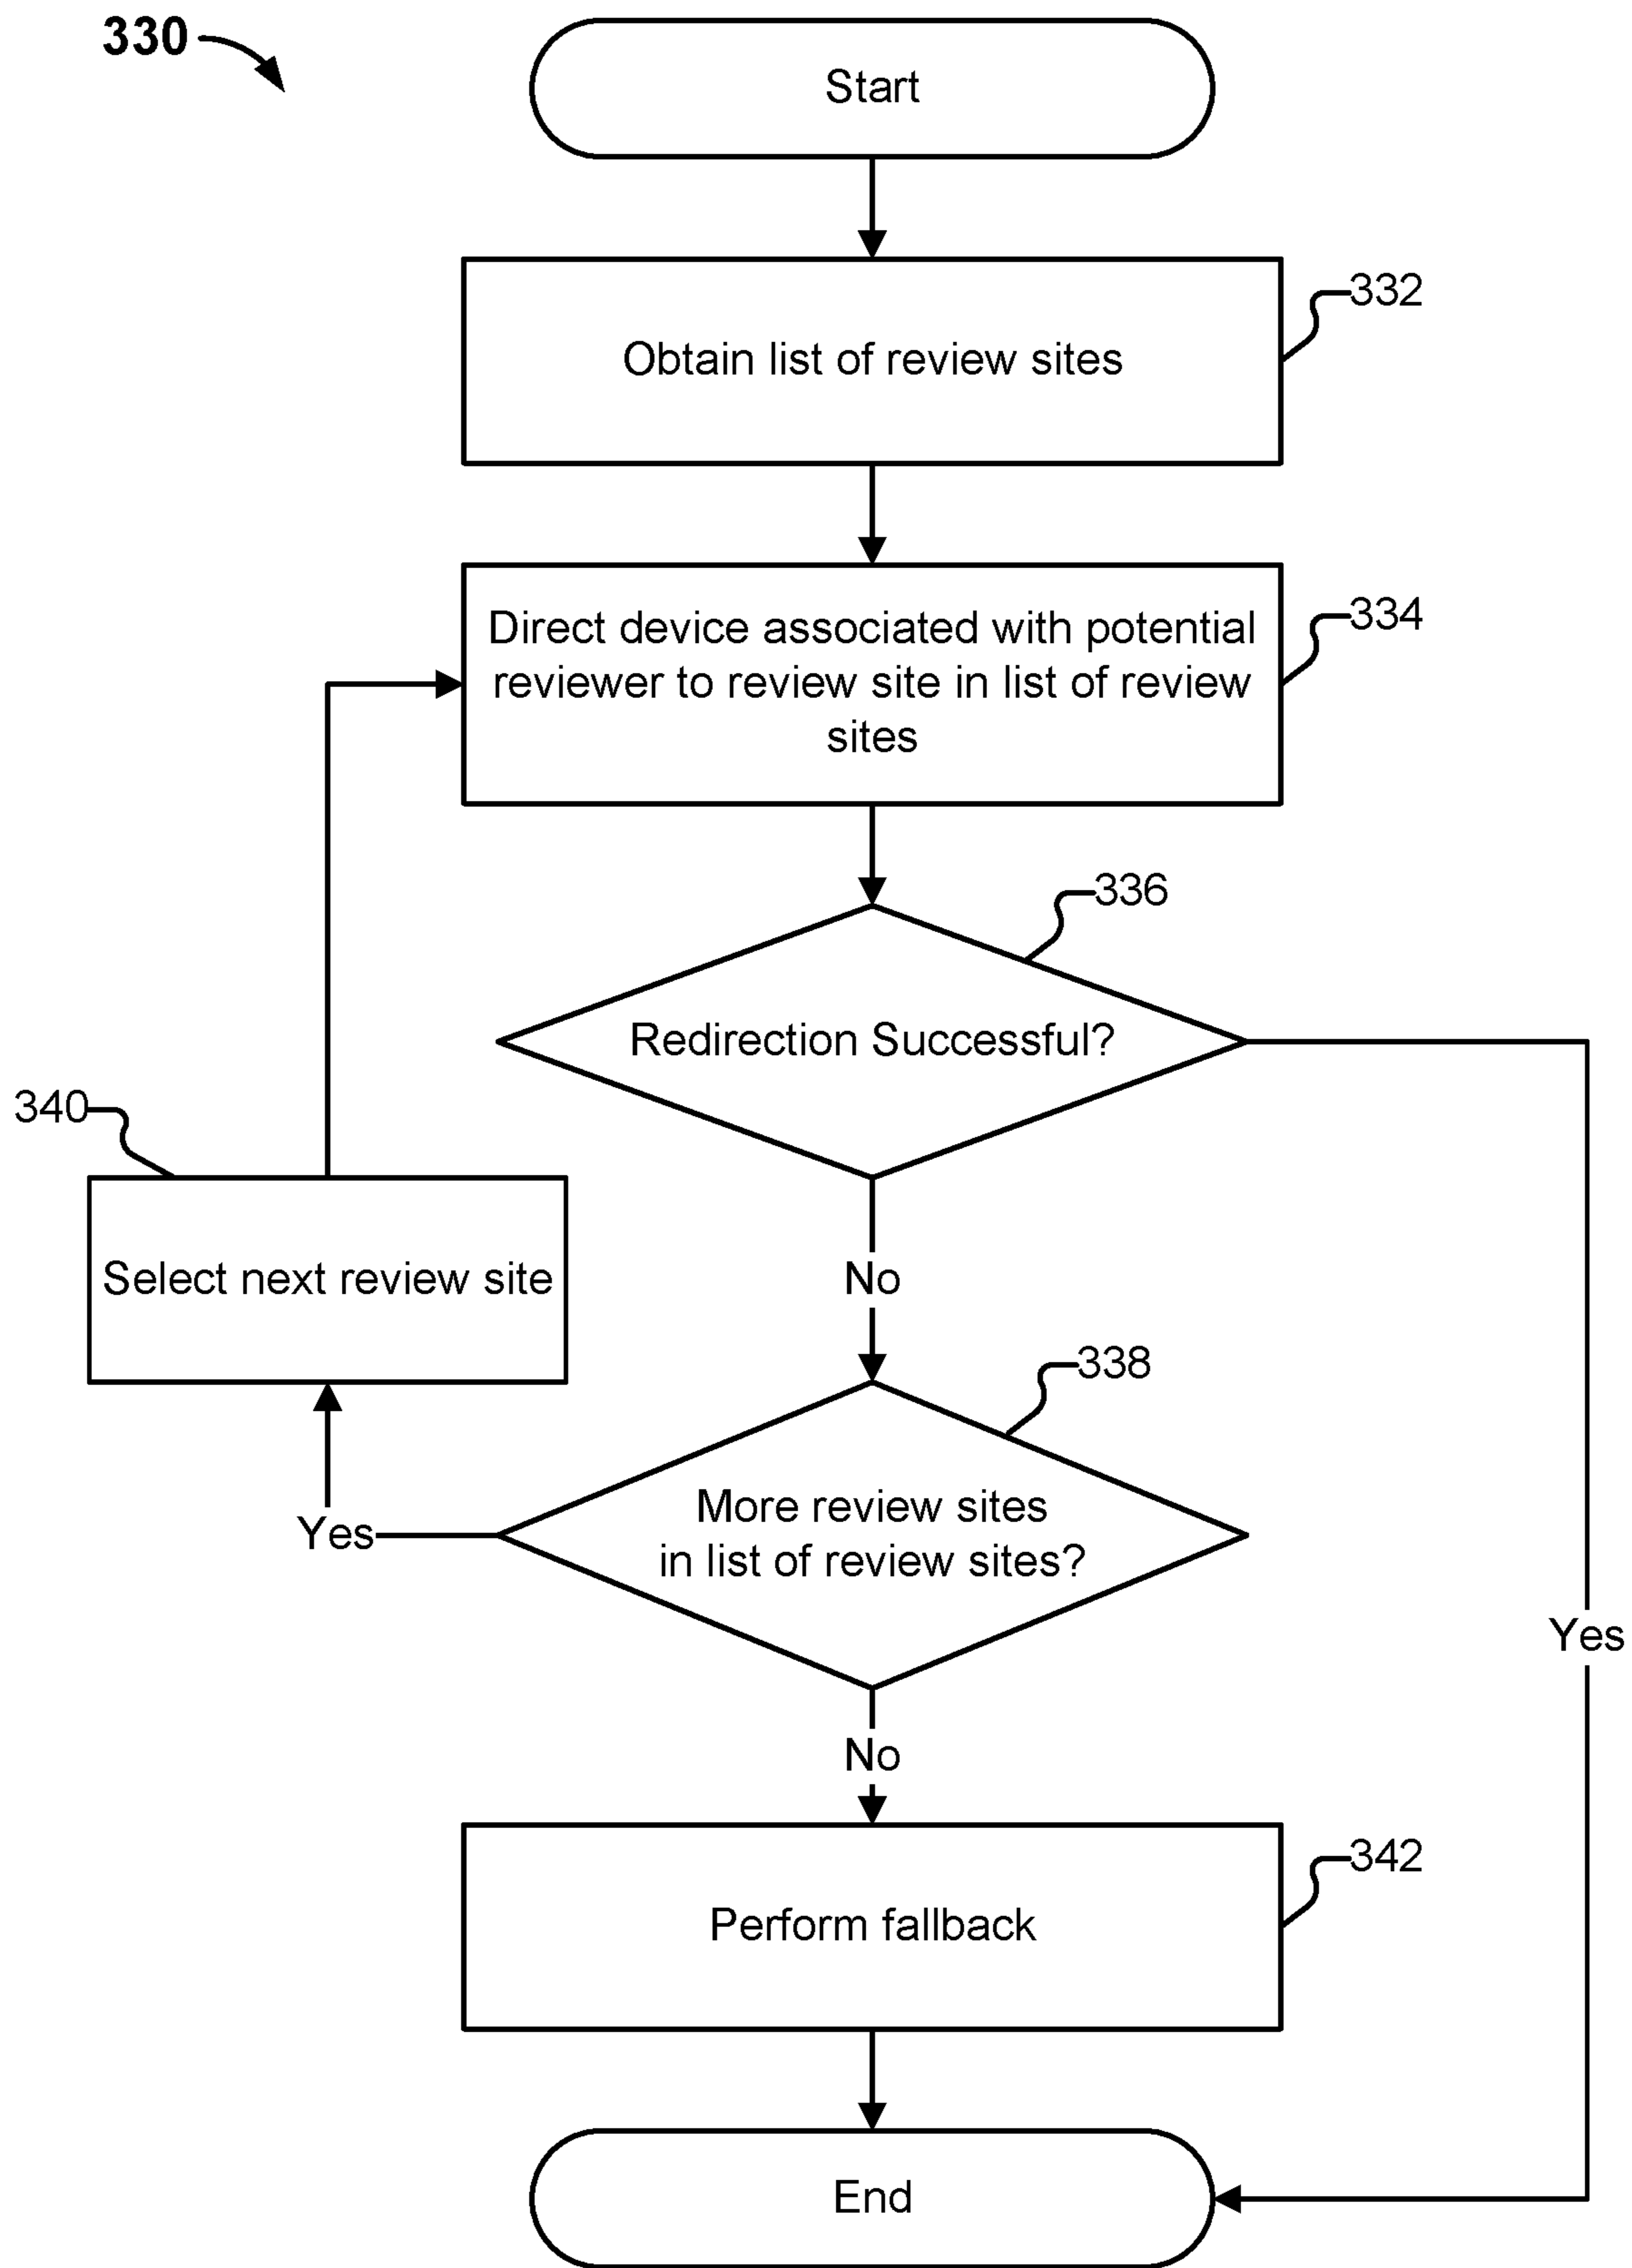 330
Start
332
Obtain list of review sites
334
Direct device associated with potential
reviewer to review site in list of review
sites
336
Redirection Successful?
340
Select next review site
No
338
More review sites
in list of review sites?
Yes
Yes
No
342
Perform fallback
End